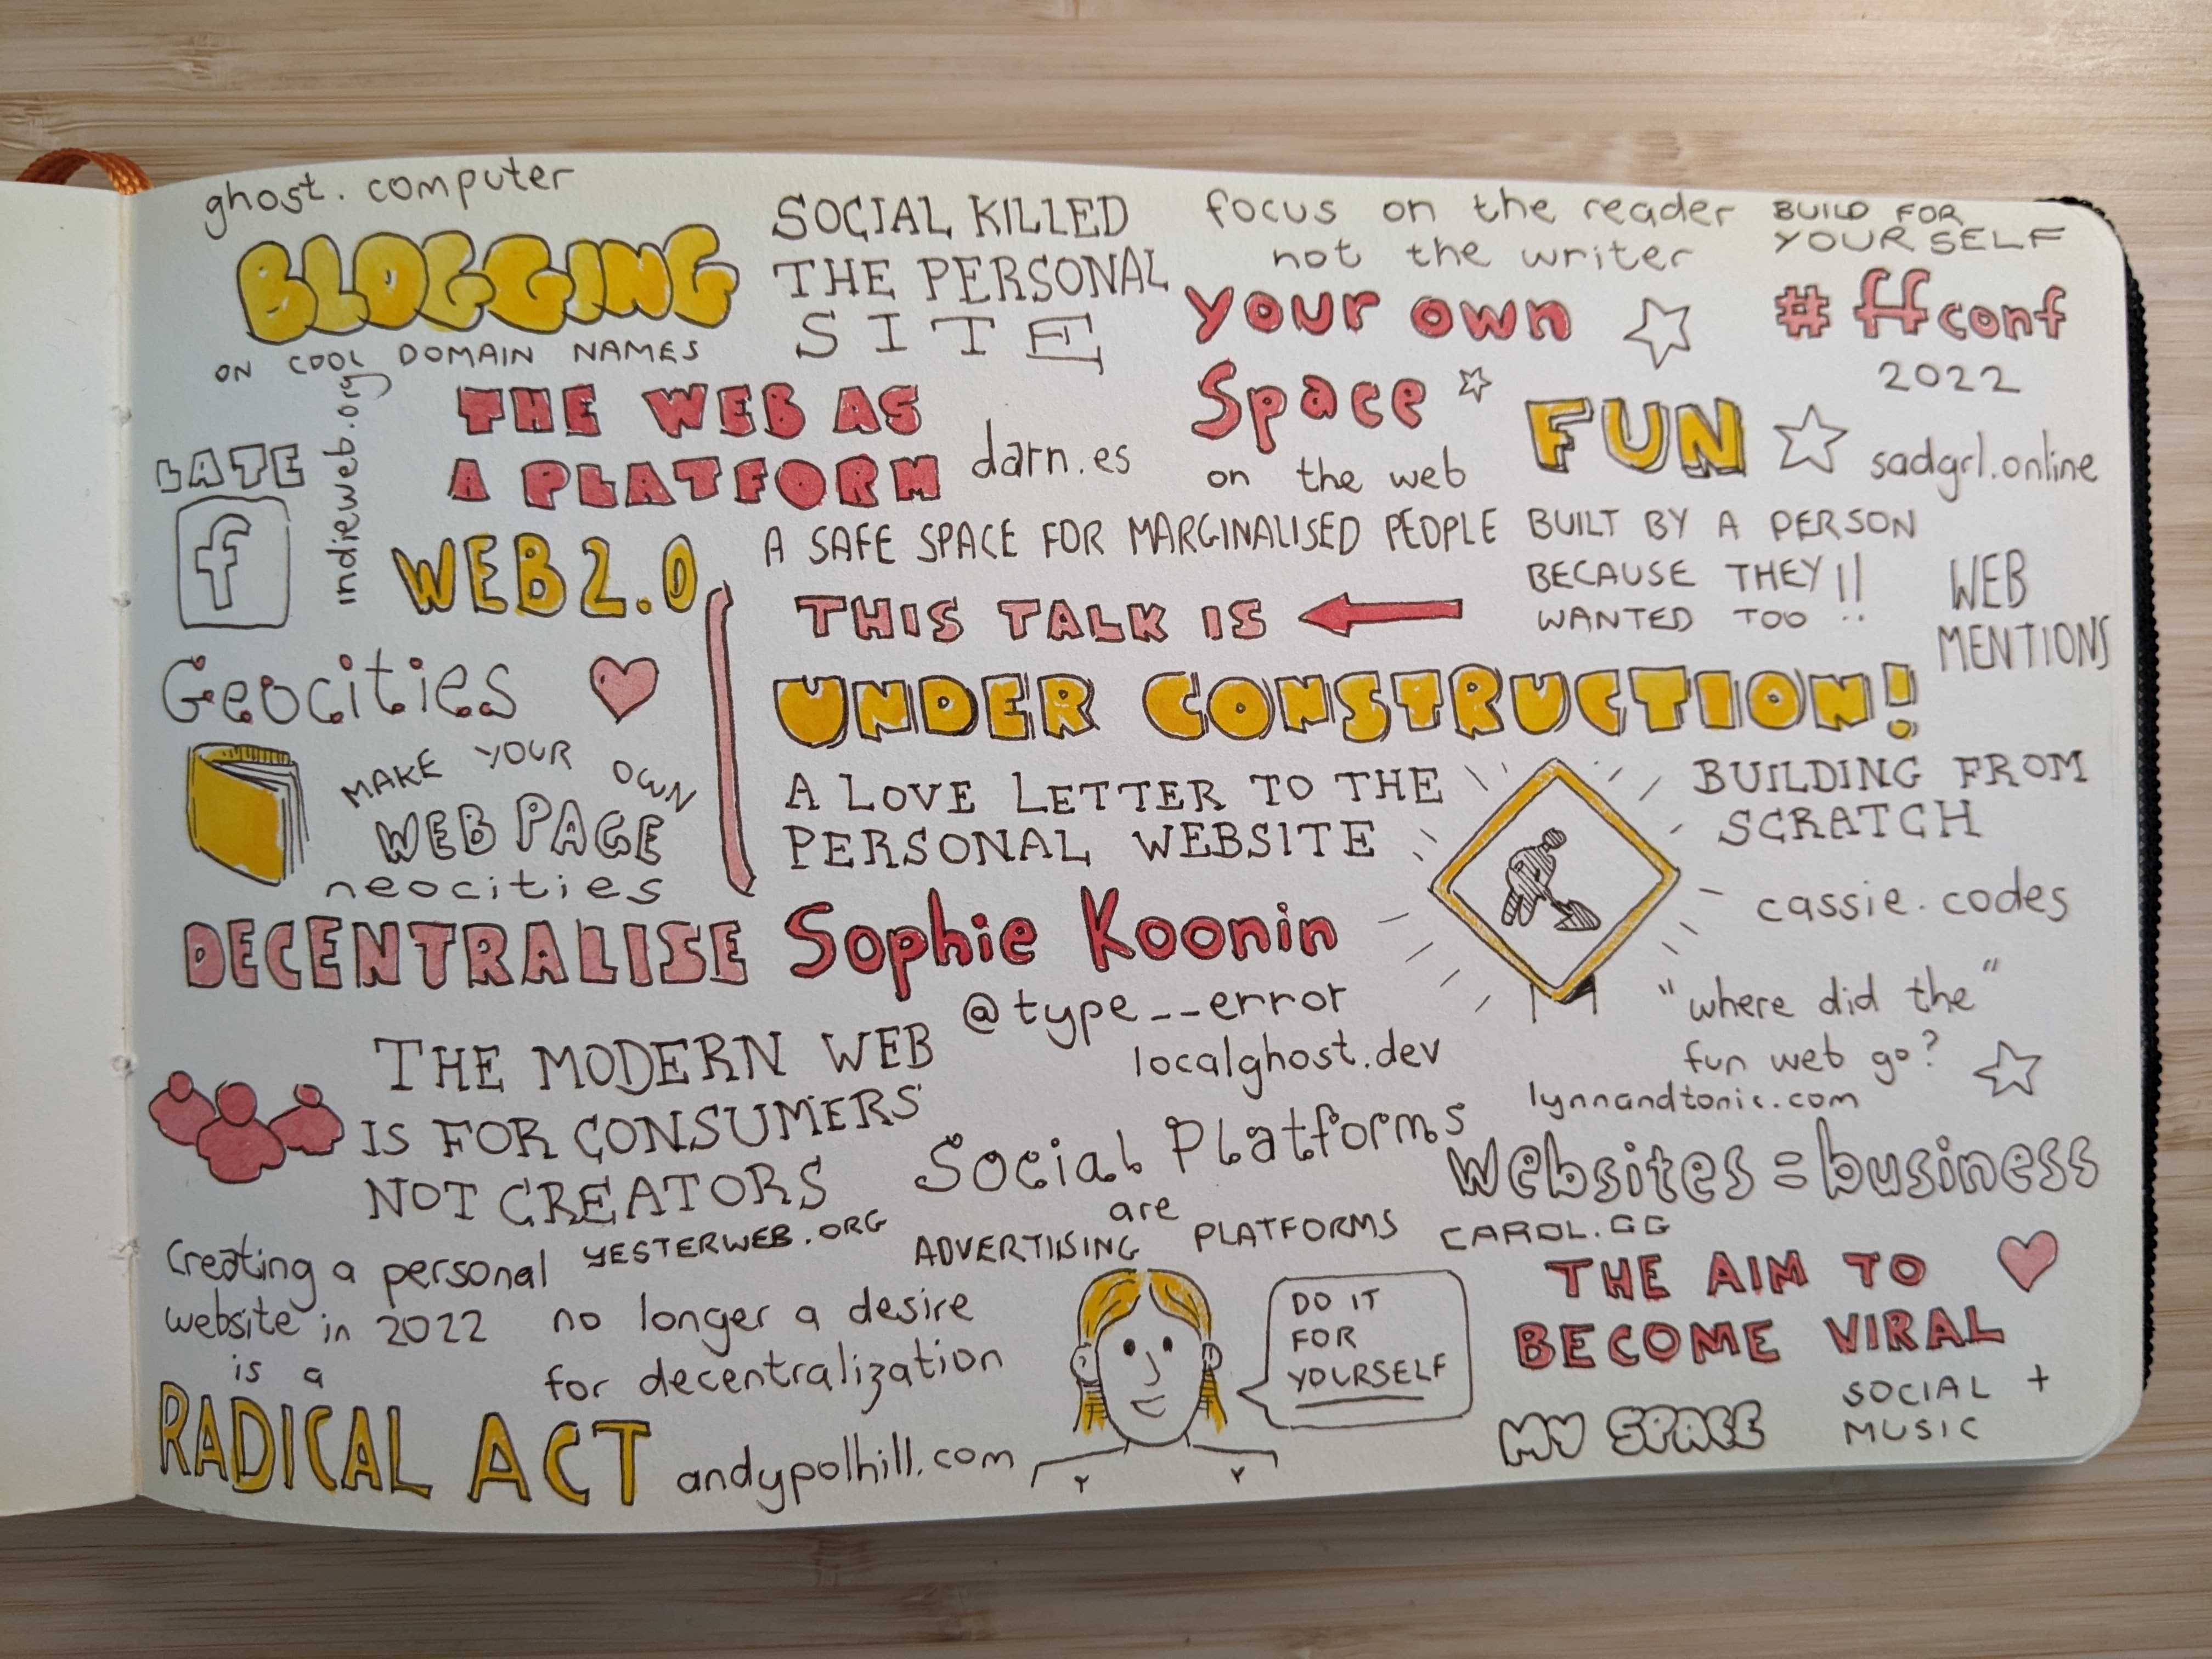 ghost.computer
BLOGGING
ON COOL DOMAIN NAMES
SOCIAL KILLED
THE PERSONAL
SITE
focus on the reader
not the writer
your own
Space
on the web
BUILD FOR
YOURSELF
#ffconf
2022
FUN
sadgrl.online
LATE
f
indieweb.org
THE WEB AS
A PLATFORM
darn.es
WEB 2.0
A SAFE SPACE FOR MARGINALISED PEOPLE
BUILT BY A PERSON
BECAUSE THEY!!
WANTED TOO
WEB
MENTIONS
Geocities
MAKE YOUR OWN
WEB PAGE
neocities
THIS TALK IS
UNDER CONSTRUCTION!
A LOVE LETTER TO THE
PERSONAL WEBSITE
BUILDING FROM
SCRATCH
cassie.codes
DECENTRALISE
Sophie Koonin
@type__error
localghost.dev
"where did the"
fun web go?
lynnandtonic.com
THE MODERN WEB
IS FOR CONSUMERS
NOT CREATORS
YESTERWEB.ORG
Social Platforms
are
ADVERTIISING PLATFORMS
Websites = business
CAROL.GG
Creating a personal
website in 2022
is a
RADICAL ACT
no longer a desire
for decentralization
andypolhill.com
DO IT
FOR
YOURSELF
THE AIM TO
BECOME VIRAL
MY SPACE
SOCIAL +
MUSIC